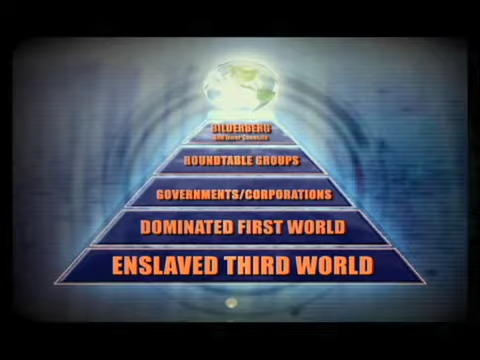 BILDERBERG
ROUNDTABLE GROUPS
GOVERNMENTS/CORPORATIONS
DOMINATED FIRST WORLD
ENSLAVED THIRD WORLD